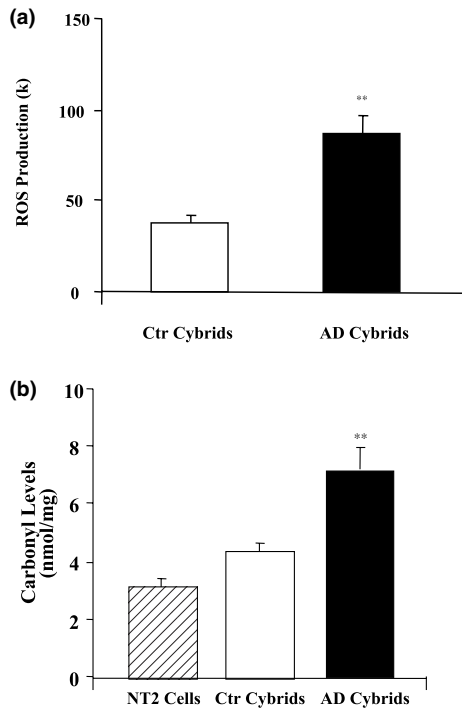 (a)
ROS Production (k)
150
100
50
0
**
Ctr Cybrids
AD Cybrids
(b)
Carbonyl Levels
(nmol/mg)
10
8
6
4
2
0
**
NT2 Cells
Ctr Cybrids
AD Cybrids